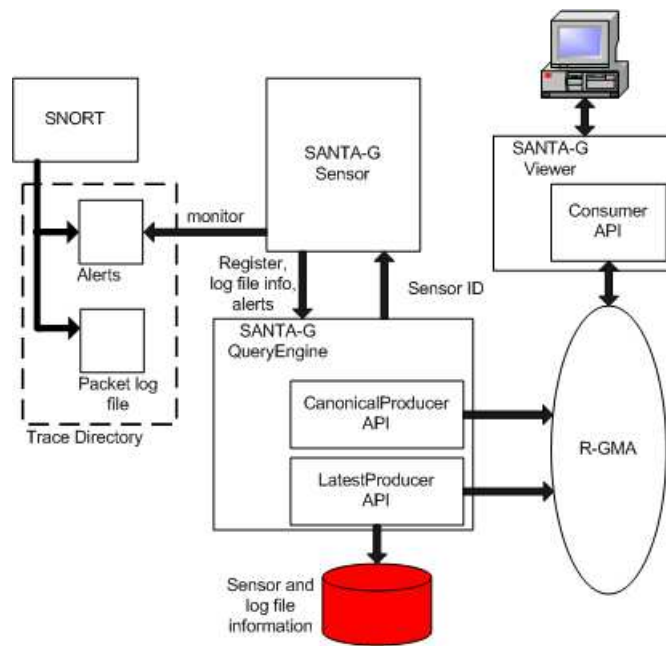 SNORT
SANTA-G
Sensor
SANTA-G
Viewer
Consumer
API
monitor
Alerts
Register,
log file info,
alerts
Sensor ID
SANTA-G
QueryEngine
Packet log
file
Trace Directory
CanonicalProducer
API
R-GMA
LatestProducer
API
Sensor and
log file
information